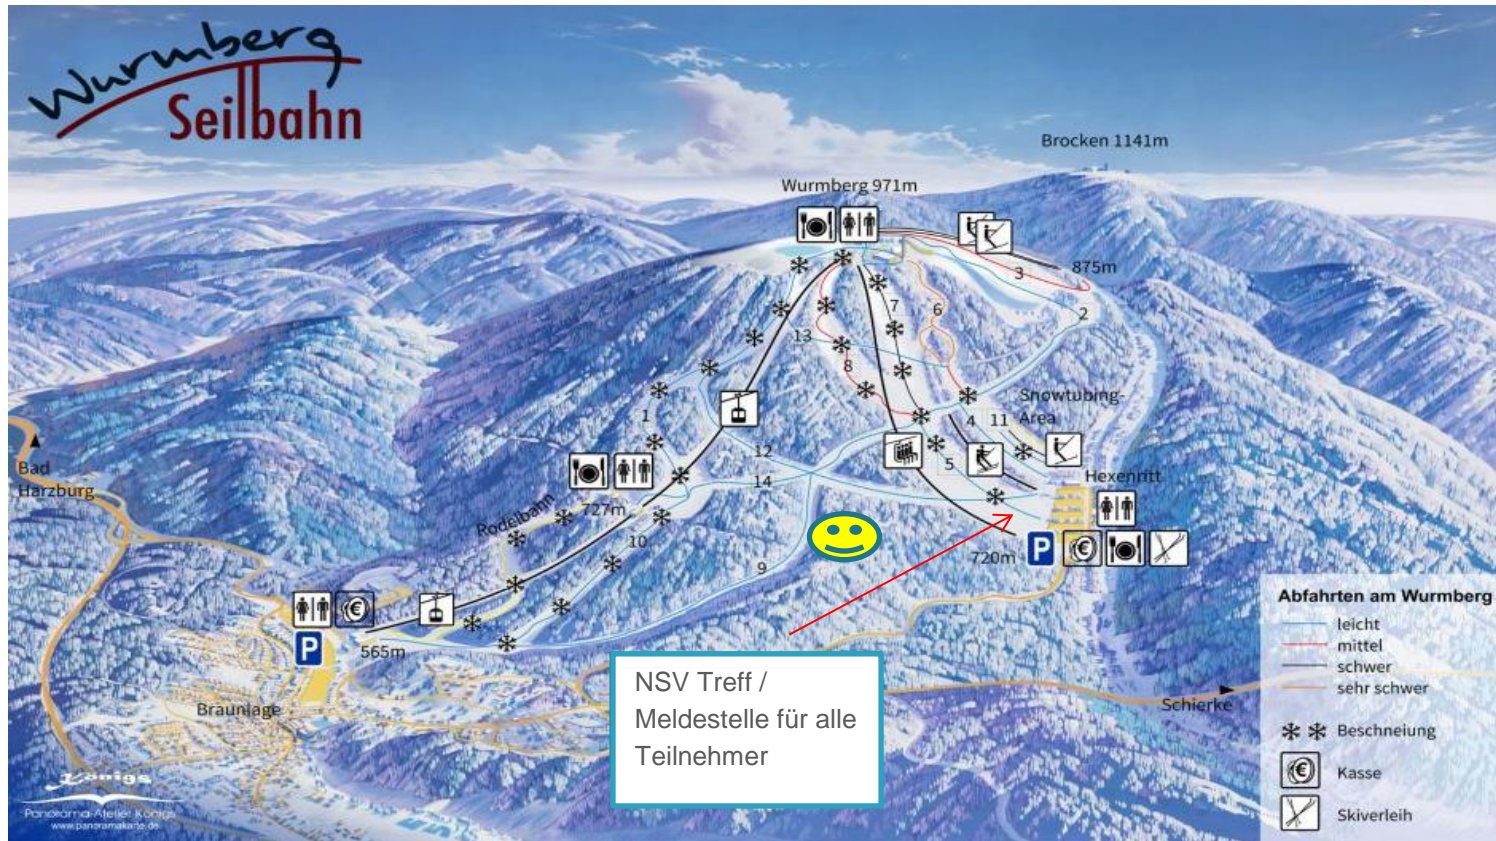 Wurmberg
Seilbahn
Brocken 1141m
Wurmberg 971m
875m
3
2
7
6
13
8
1
Snowtubing-
Area
4
11
12
5
14
Hexenritt
Bad
Harzburg
Rodelbahn
727m
10
9
720m
P
€
P
€
565m
Braunlage
Schierke
NSV Treff /
Meldestelle für alle
Teilnehmer
Abfahrten am Wurmberg
leicht
mittel
schwer
sehr schwer
Beschneiung
€
Kasse
Skiverleih
Königs
Panorama-Atelier Königs
www.panoramakarte.de